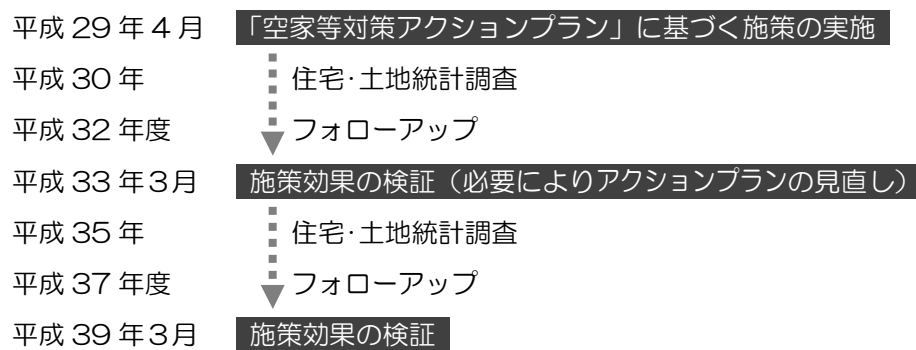 平成 29 年 4 月 「空家等対策アクションプラン」に基づく施策の実施
平成 30 年 住宅・土地統計調査
平成 32 年度 フォローアップ
平成 33 年３月 施策効果の検証（必要によりアクションプランの見直し）
平成 35 年 住宅・土地統計調査
平成 37 年度 フォローアップ
平成 39 年３月 施策効果の検証